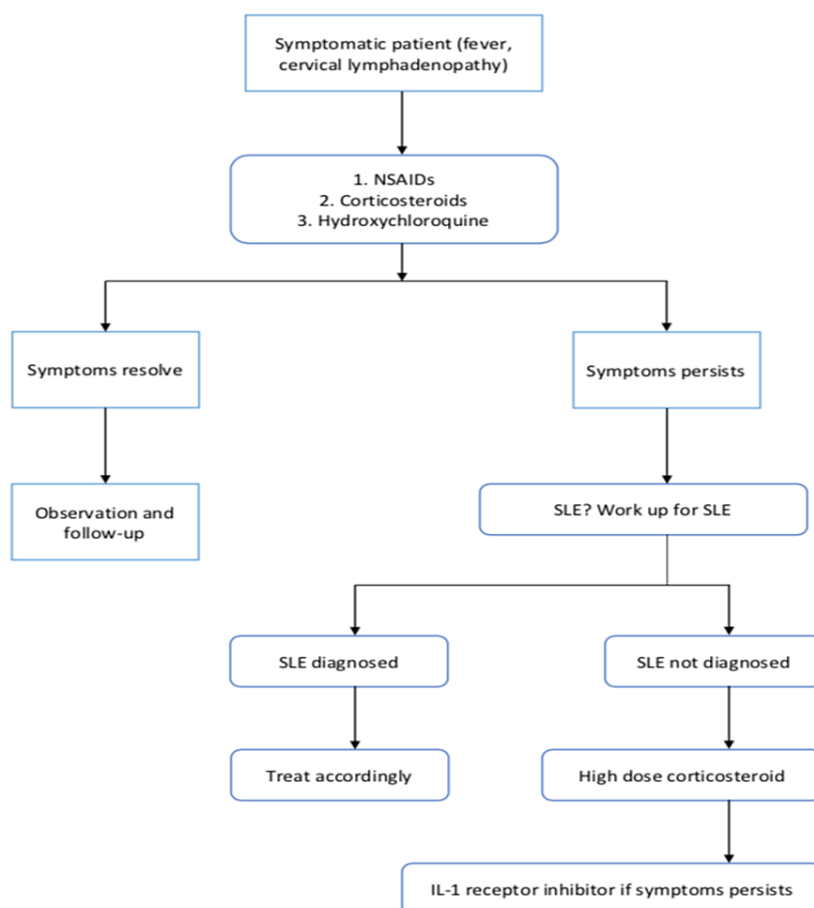 Symptomatic patient (fever,
cervical lymphadenopathy)
1. NSAIDs
2. Corticosteroids
3. Hydroxychloroquine
Symptoms resolve
Symptoms persists
Observation and
follow-up
SLE? Work up for SLE
SLE diagnosed
SLE not diagnosed
Treat accordingly
High dose corticosteroid
IL-1 receptor inhibitor if symptoms persists